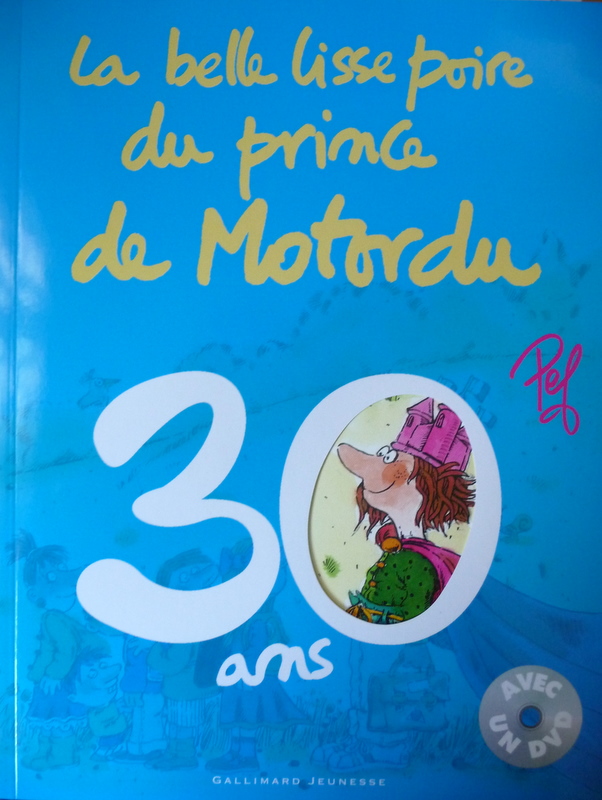 La belle lisse poire
du prince
de Motordu
Pef
30
ans
AVEC
UN DVD
GALLIMARD JEUNESSE